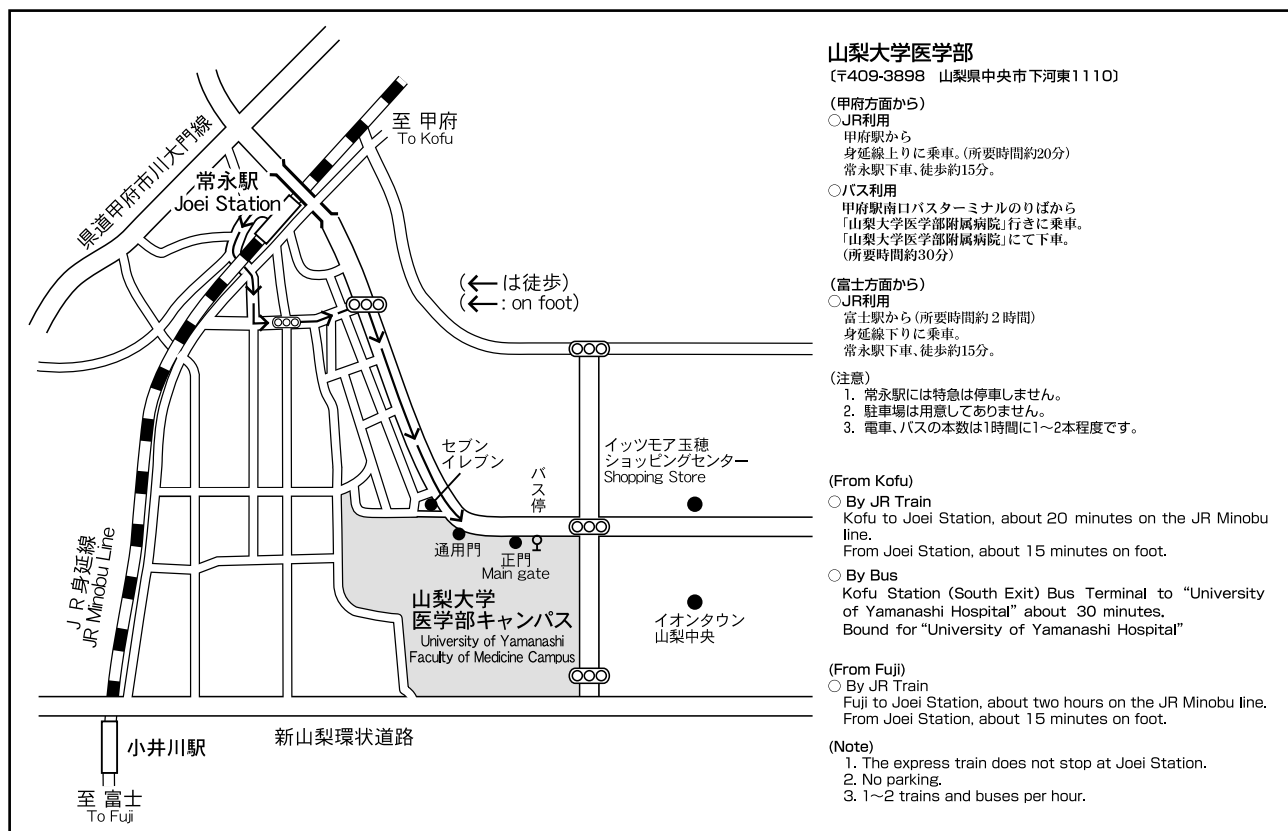 県道甲府市川大門線
至 甲府
To Kofu
常永駅
Joei Station
(← は徒歩)
(← : on foot)
セブン
イレブン
バス停
イッツモア玉穂
ショッピングセンター
Shopping Store
通用門
正門
Main gate
山梨大学
医学部キャンパス
University of Yamanashi
Faculty of Medicine Campus
イオンタウン
山梨中央
JR身延線
JR Minobu Line
小井川駅
新山梨環状道路
至 富士
To Fuji
山梨大学医学部
〔〒409-3898 山梨県中央市下河東1110〕
(甲府方面から)
○JR利用
甲府駅から
身延線上りに乗車。(所要時間約20分)
常永駅下車、徒歩約15分。
○バス利用
甲府駅南口バスターミナルのりばから
「山梨大学医学部附属病院」行きに乗車。
「山梨大学医学部附属病院」にて下車。
(所要時間約30分)
(富士方面から)
○JR利用
富士駅から(所要時間約2時間)
身延線下りに乗車。
常永駅下車、徒歩約15分。
(注意)
1. 常永駅には特急は停車しません。
2. 駐車場は用意してありません。
3. 電車、バスの本数は1時間に1〜2本程度です。
(From Kofu)
○ By JR Train
Kofu to Joei Station, about 20 minutes on the JR Minobu
line.
From Joei Station, about 15 minutes on foot.
○ By Bus
Kofu Station (South Exit) Bus Terminal to “University
of Yamanashi Hospital” about 30 minutes.
Bound for “University of Yamanashi Hospital”
(From Fuji)
○ By JR Train
Fuji to Joei Station, about two hours on the JR Minobu line.
From Joei Station, about 15 minutes on foot.
(Note)
1. The express train does not stop at Joei Station.
2. No parking.
3. 1〜2 trains and buses per hour.